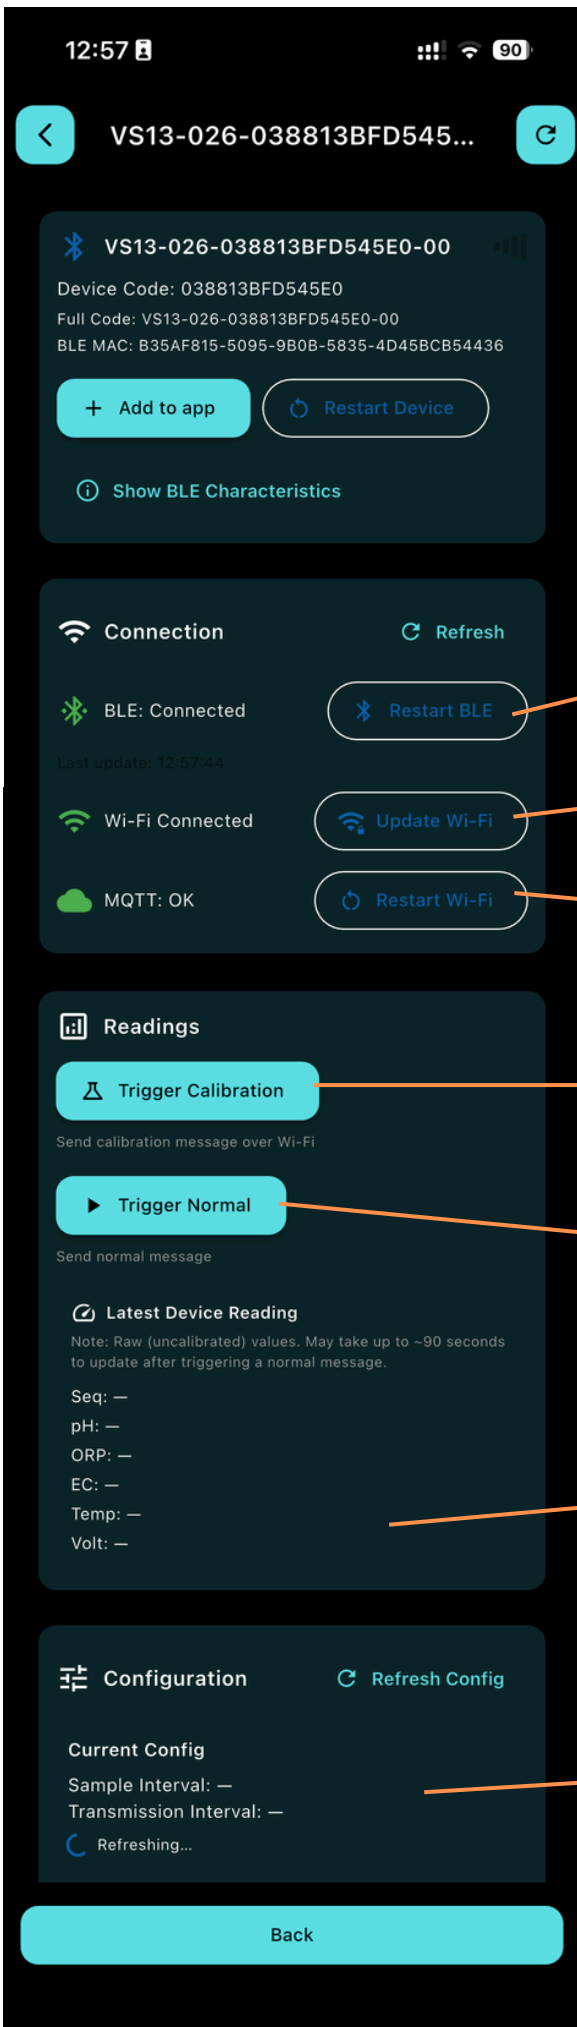 12:57
90
VS13-026-038813BFD545...
VS13-026-038813BFD545E0-00
Device Code: 038813BFD545E0
Full Code: VS13-026-038813BFD545E0-00
BLE MAC: B35AF815-5095-9B0B-5835-4D45BCB54436
+ Add to app
Restart Device
Show BLE Characteristics
Connection
Refresh
BLE: Connected
Restart BLE
Last update: 12:57:44
Wi-Fi Connected
Update Wi-Fi
MQTT: OK
Restart Wi-Fi
Readings
Trigger Calibration
Send calibration message over Wi-Fi
Trigger Normal
Send normal message
Latest Device Reading
Note: Raw (uncalibrated) values. May take up to ~90 seconds
to update after triggering a normal message.
Seq: —
pH: —
ORP: —
EC: —
Temp: —
Volt: —
Configuration
Refresh Config
Current Config
Sample Interval: —
Transmission Interval: —
Refreshing...
Back